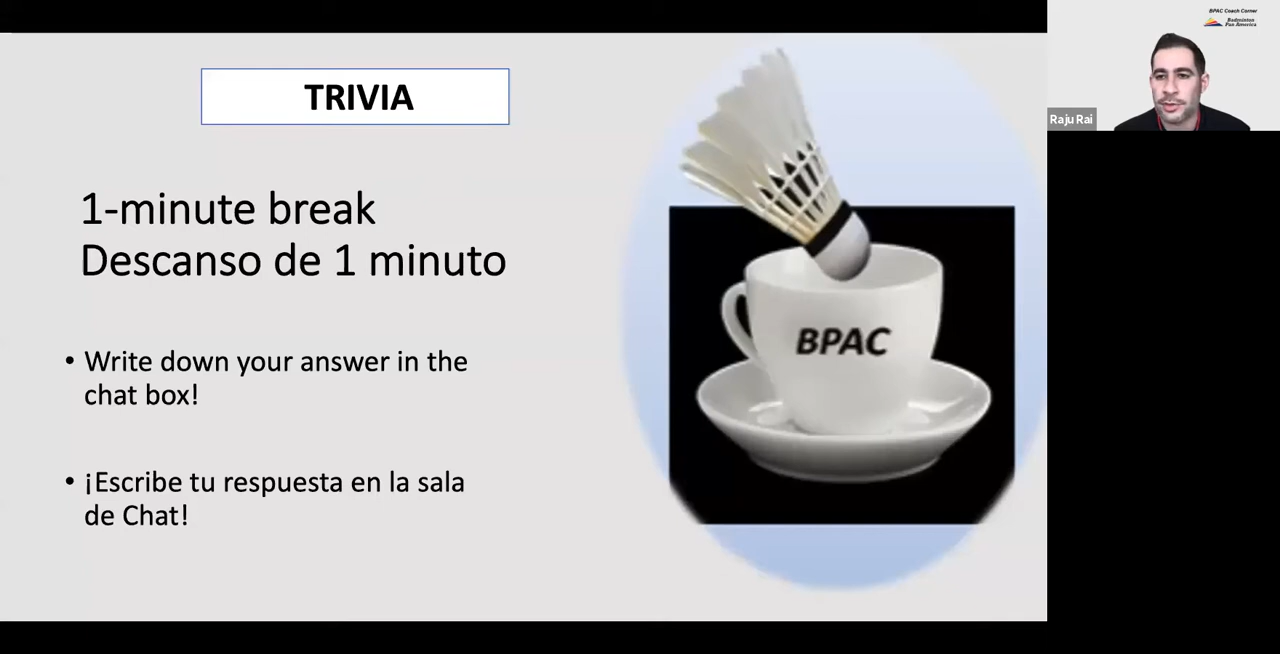 BPAC Coach Corner
Badminton
Pan America
TRIVIA
Raju Rai
1-minute break
Descanso de 1 minuto
BPAC
• Write down your answer in the
chat box!
• ¡Escribe tu respuesta en la sala
de Chat!